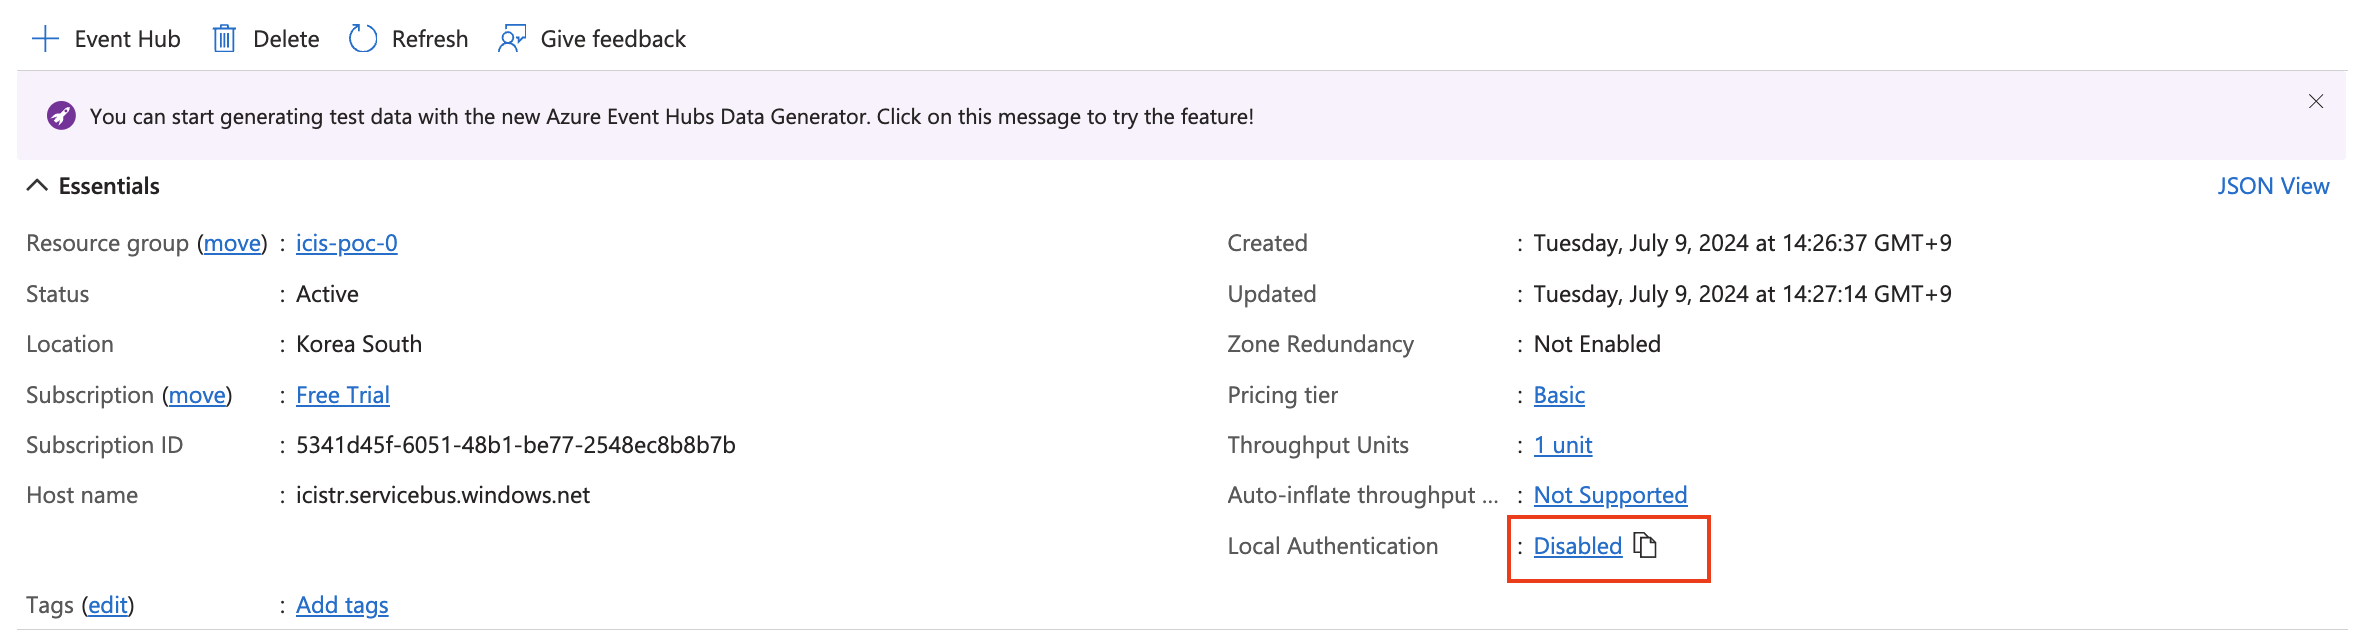 Event Hub Delete Refresh Give feedback
You can start generating test data with the new Azure Event Hubs Data Generator. Click on this message to try the feature!
Essentials JSON View
Resource group (move) : icis-poc-0
Status : Active
Location : Korea South
Subscription (move) : Free Trial
Subscription ID : 5341d45f-6051-48b1-be77-2548ec8b8b7b
Host name : icistr.servicebus.windows.net
Tags (edit) : Add tags
Created : Tuesday, July 9, 2024 at 14:26:37 GMT+9
Updated : Tuesday, July 9, 2024 at 14:27:14 GMT+9
Zone Redundancy : Not Enabled
Pricing tier : Basic
Throughput Units : 1 unit
Auto-inflate throughput ... : Not Supported
Local Authentication : Disabled